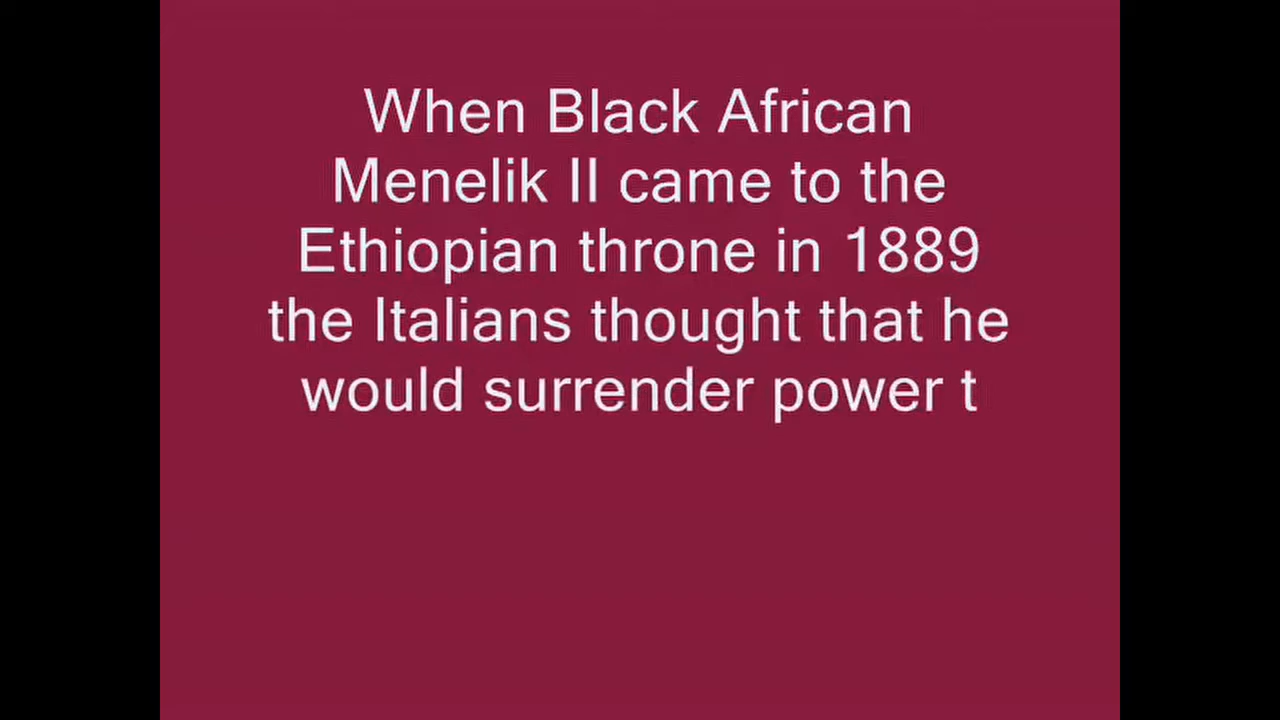 When Black African
Menelik II came to the
Ethiopian throne in 1889
the Italians thought that he
would surrender power t